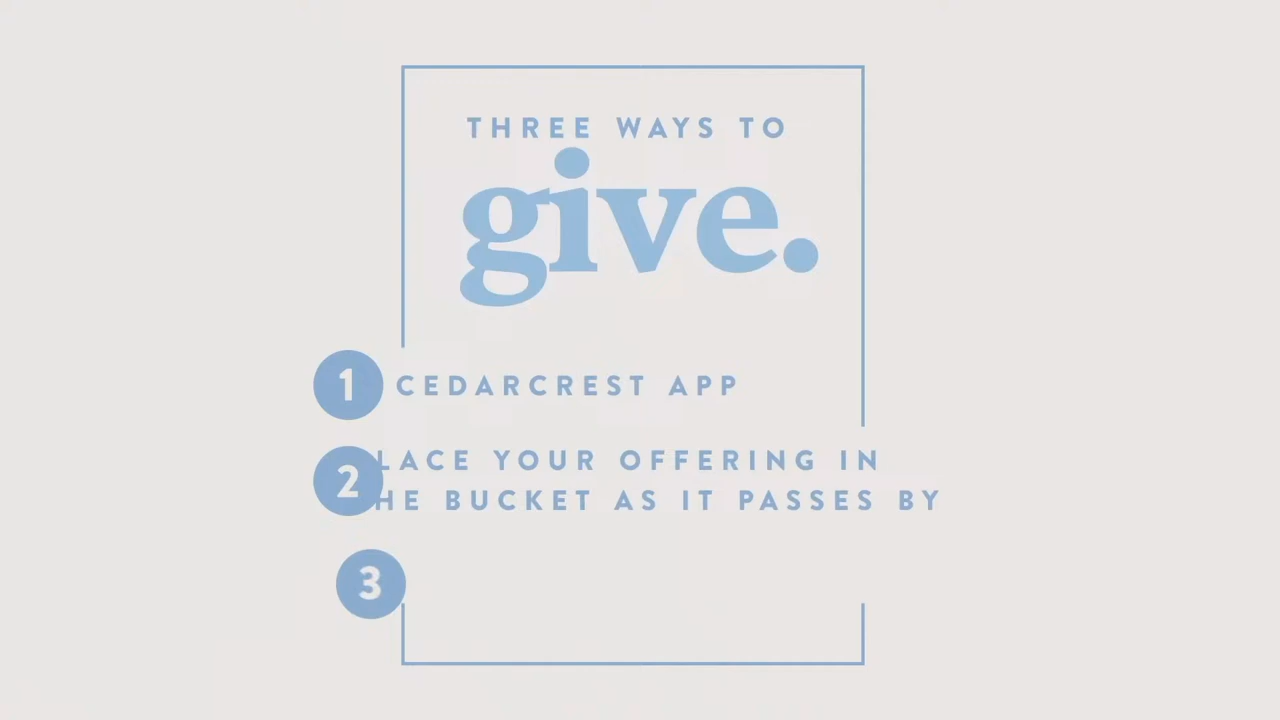 THREE WAYS TO
give.
1 CEDARCREST APP
2 LACE YOUR OFFERING IN
HE BUCKET AS IT PASSES BY
3